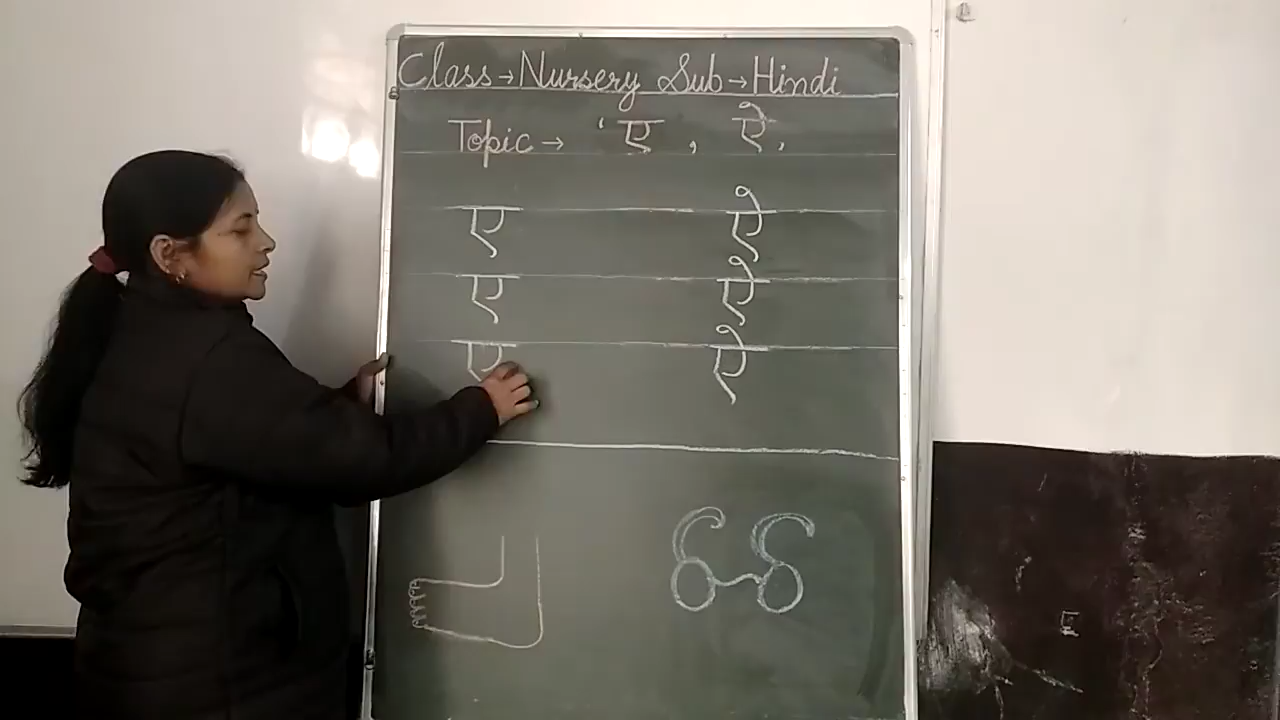 Class → Nursery Sub → Hindi
Topic → ' ए , ऐ ,
ए ऐ
ए ऐ
ए ऐ